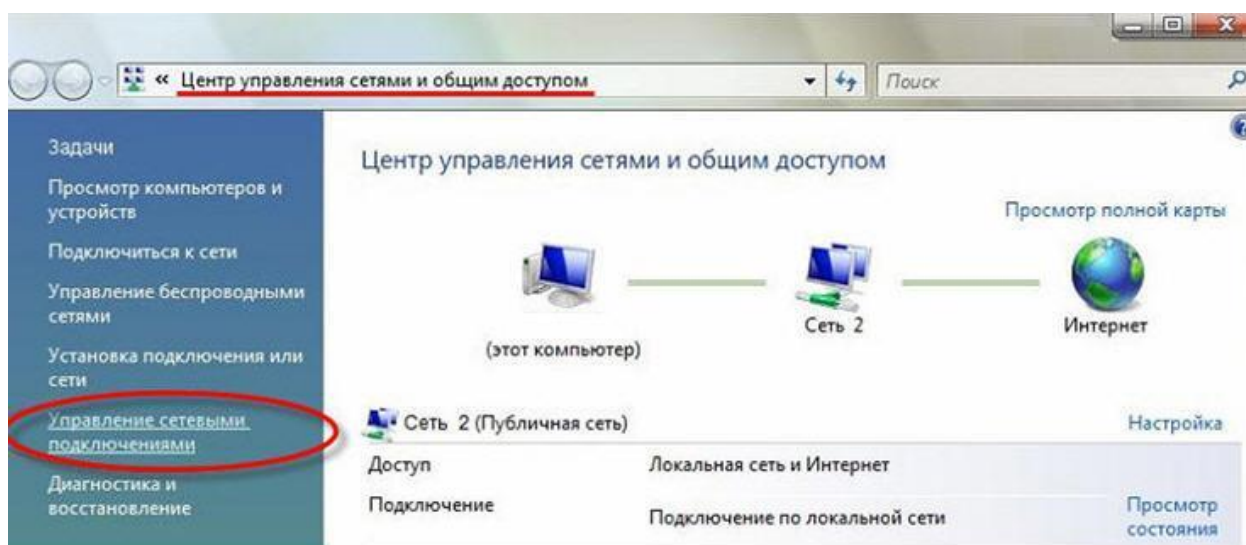 « Центр управления сетями и общим доступом
Поиск
Задачи
Просмотр компьютеров и
устройств
Подключиться к сети
Управление беспроводными
сетями
Установка подключения или
сети
Управление сетевыми
подключениями
Диагностика и
восстановление
Центр управления сетями и общим доступом
Просмотр полной карты
(этот компьютер)
Сеть 2
Интернет
Сеть 2 (Публичная сеть)
Настройка
Доступ
Локальная сеть и Интернет
Подключение
Подключение по локальной сети
Просмотр
состояния